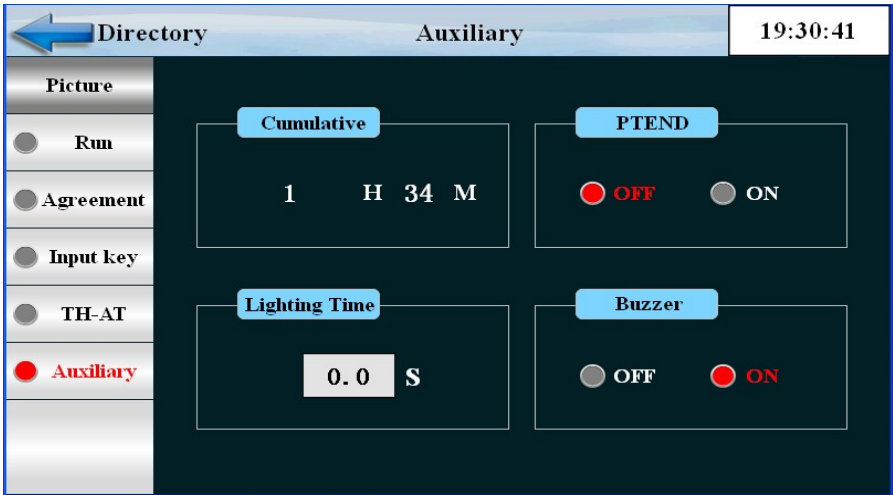 Directory
Auxiliary
19:30:41
Picture
Run
Agreement
Input key
TH-AT
Auxiliary
Cumulative
1 H 34 M
PTEND
OFF ON
Lighting Time
0.0 S
Buzzer
OFF ON